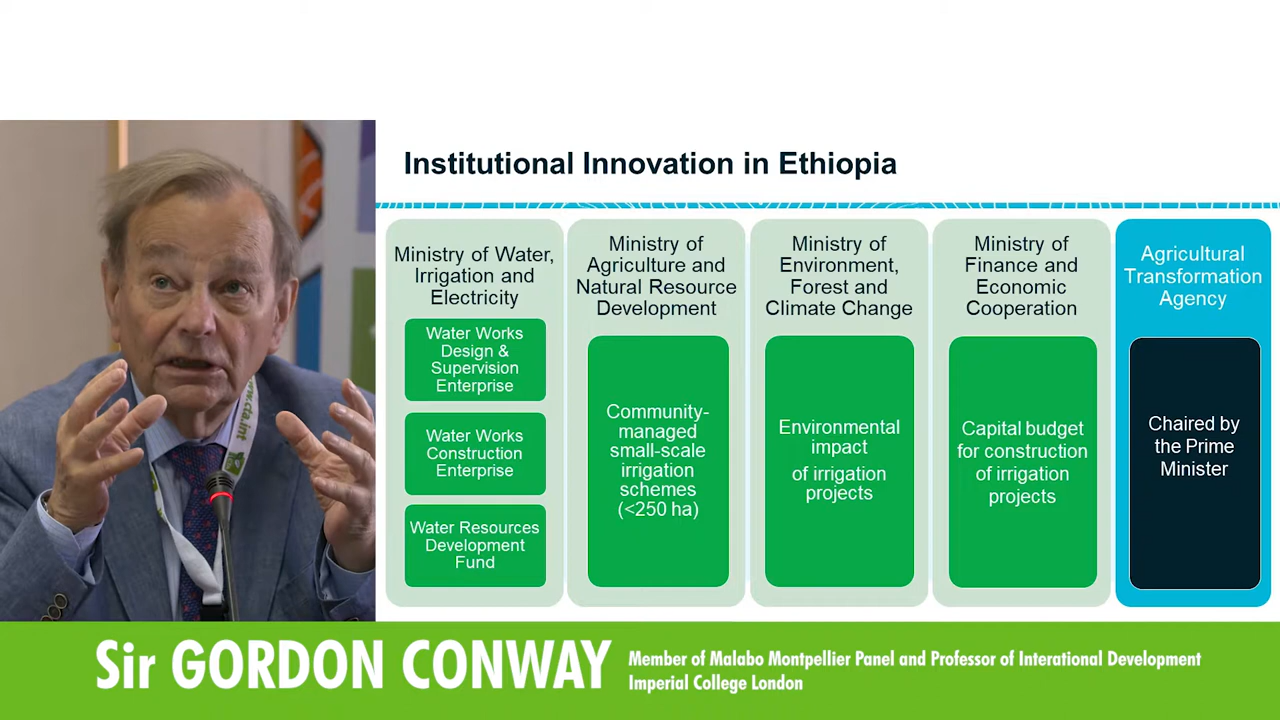 Institutional Innovation in Ethiopia
Ministry of Water,
Irrigation and
Electricity
Water Works
Design &
Supervision
Enterprise
Water Works
Construction
Enterprise
Water Resources
Development
Fund
Ministry of
Agriculture and
Natural Resource
Development
Community-
managed
small-scale
irrigation
schemes
(<250 ha)
Ministry of
Environment,
Forest and
Climate Change
Environmental
impact
of irrigation
projects
Ministry of
Finance and
Economic
Cooperation
Capital budget
for construction
of irrigation
projects
Agricultural
Transformation
Agency
Chaired by
the Prime
Minister
www.cta.int
Sir GORDON CONWAY
Member of Malabo Montpellier Panel and Professor of Interational Development
Imperial College London